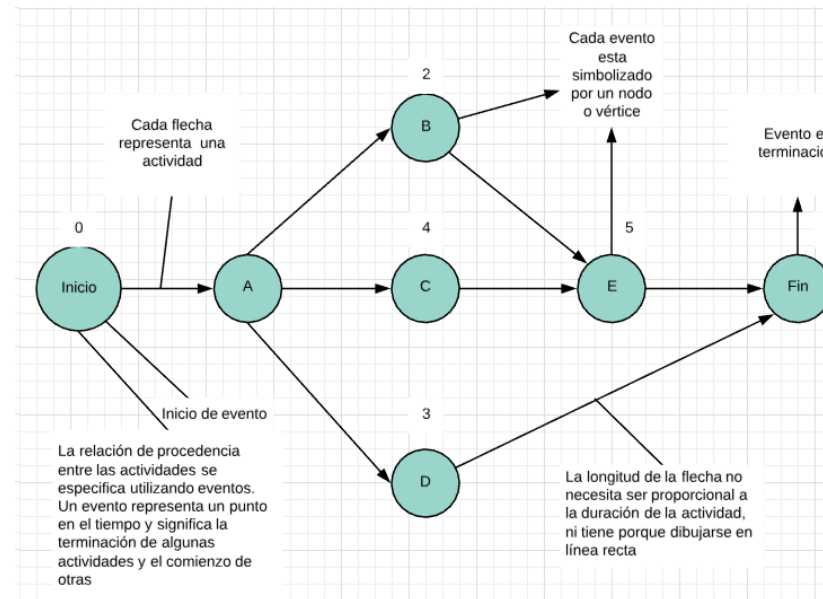 Cada evento
esta
simbolizado
por un nodo
o vértice
2
B
Cada flecha
representa una
actividad
Evento
0
4
5
Inicio
A
C
E
Fin
Inicio de evento
3
La relación de procedencia
entre las actividades se
especifica utilizando eventos.
Un evento representa un punto
en el tiempo y significa la
terminación de algunas
actividades y el comienzo de
otras
D
La longitud de la flecha no
necesita ser proporcional a
la duración de la actividad,
ni tiene porque dibujarse en
línea recta